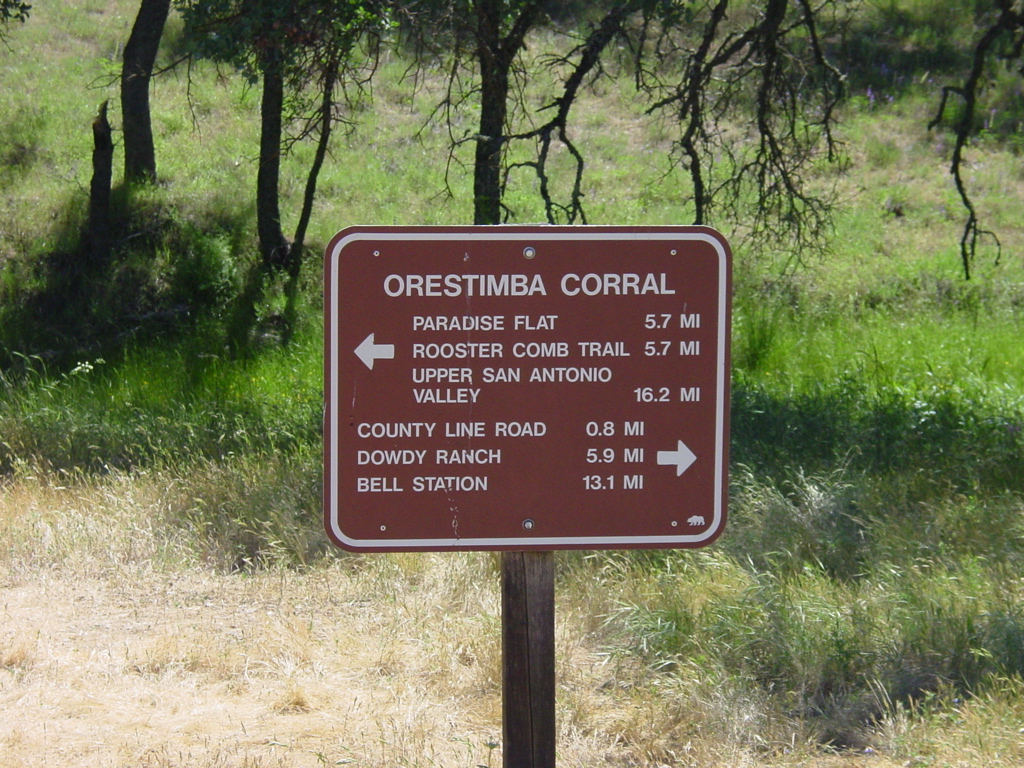 ORESTIMBA CORRAL
PARADISE FLAT 5.7 MI
ROOSTER COMB TRAIL 5.7 MI
UPPER SAN ANTONIO
VALLEY 16.2 MI
COUNTY LINE ROAD 0.8 MI
DOWDY RANCH 5.9 MI
BELL STATION 13.1 MI